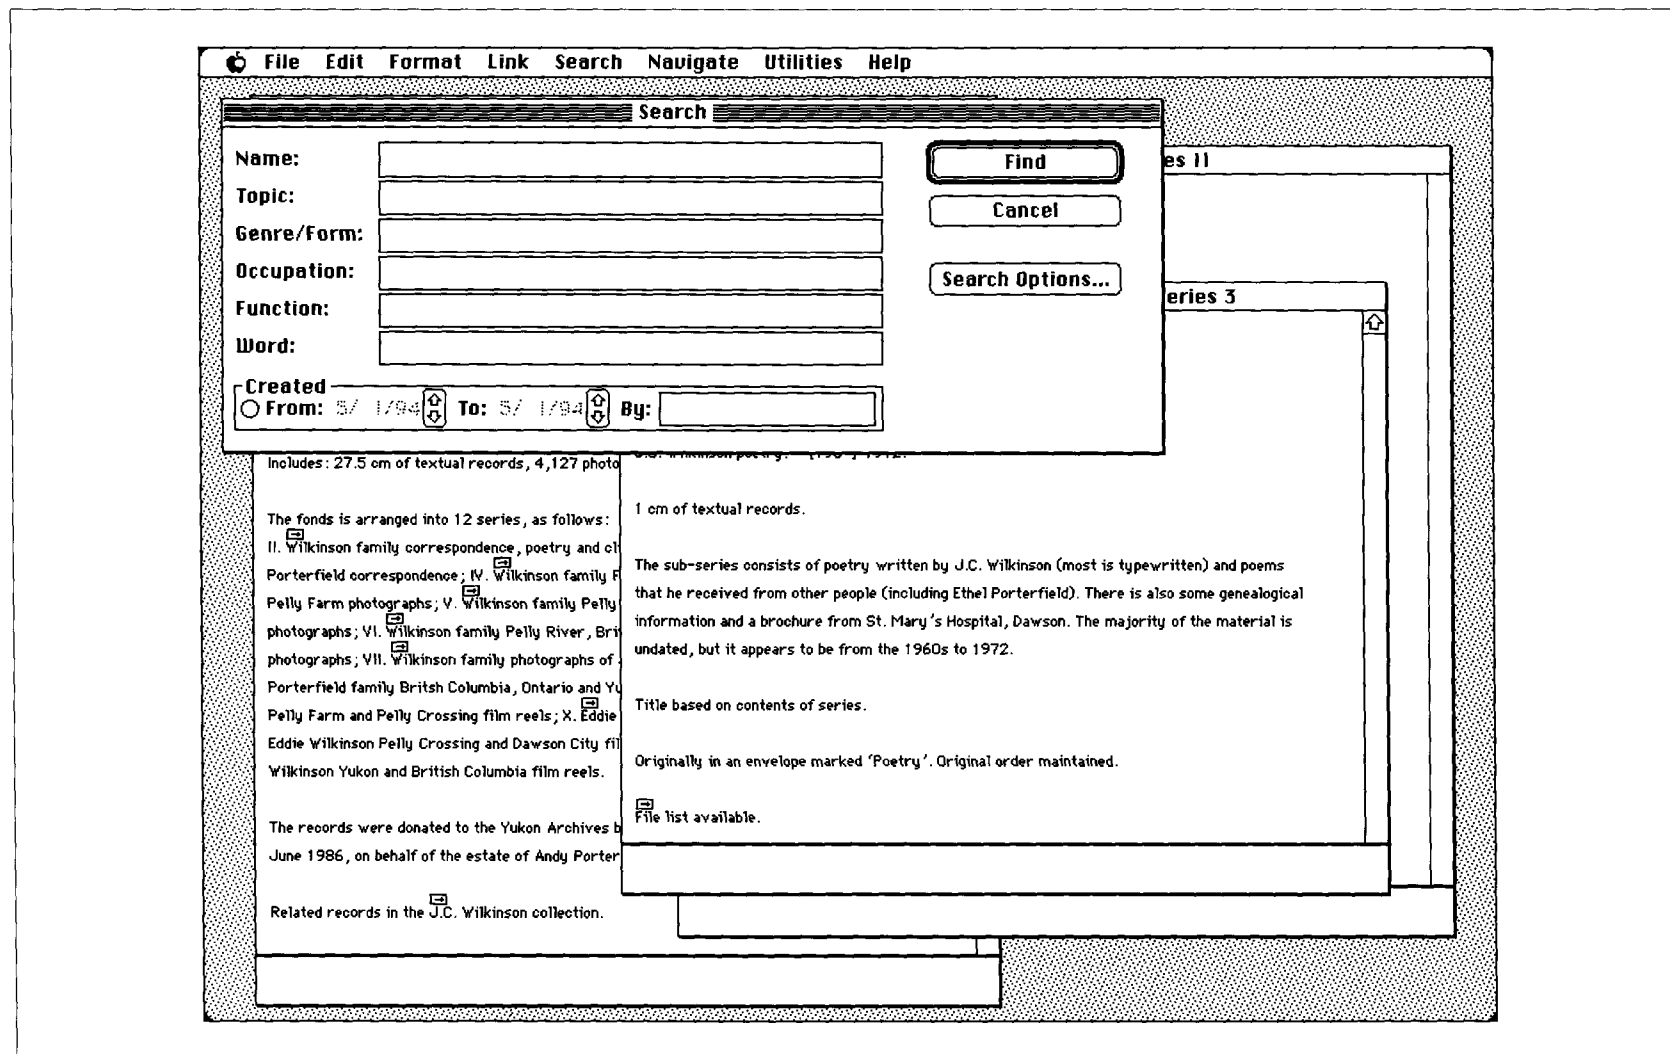 File Edit Format Link Search Navigate Utilities Help
Search
Name:
Topic:
Genre/Form:
Occupation:
Function:
Word:
Created
From: 5/ 1/94 To: 5/ 1/94 By:
Find
Cancel
Search Options...
es II
eries 3
Includes: 27.5 cm of textual records, 4,127 photo
The fonds is arranged into 12 series, as follows:
II. Wilkinson family correspondence, poetry and cl
Porterfield correspondence; IV. Wilkinson family F
Pelly Farm photographs; V. Wilkinson family Pelly
photographs; VI. Wilkinson family Pelly River, Bri
photographs; VII. Wilkinson family photographs of
Porterfield family Britsh Columbia, Ontario and Yu
Pelly Farm and Pelly Crossing film reels; X. Eddie
Eddie Wilkinson Pelly Crossing and Dawson City fil
Wilkinson Yukon and British Columbia film reels.
The records were donated to the Yukon Archives b
June 1986, on behalf of the estate of Andy Porter
Related records in the J.C. Wilkinson collection.
1 cm of textual records.
The sub-series consists of poetry written by J.C. Wilkinson (most is typewritten) and poems
that he received from other people (including Ethel Porterfield). There is also some genealogical
information and a brochure from St. Mary's Hospital, Dawson. The majority of the material is
undated, but it appears to be from the 1960s to 1972.
Title based on contents of series.
Originally in an envelope marked 'Poetry'. Original order maintained.
File list available.